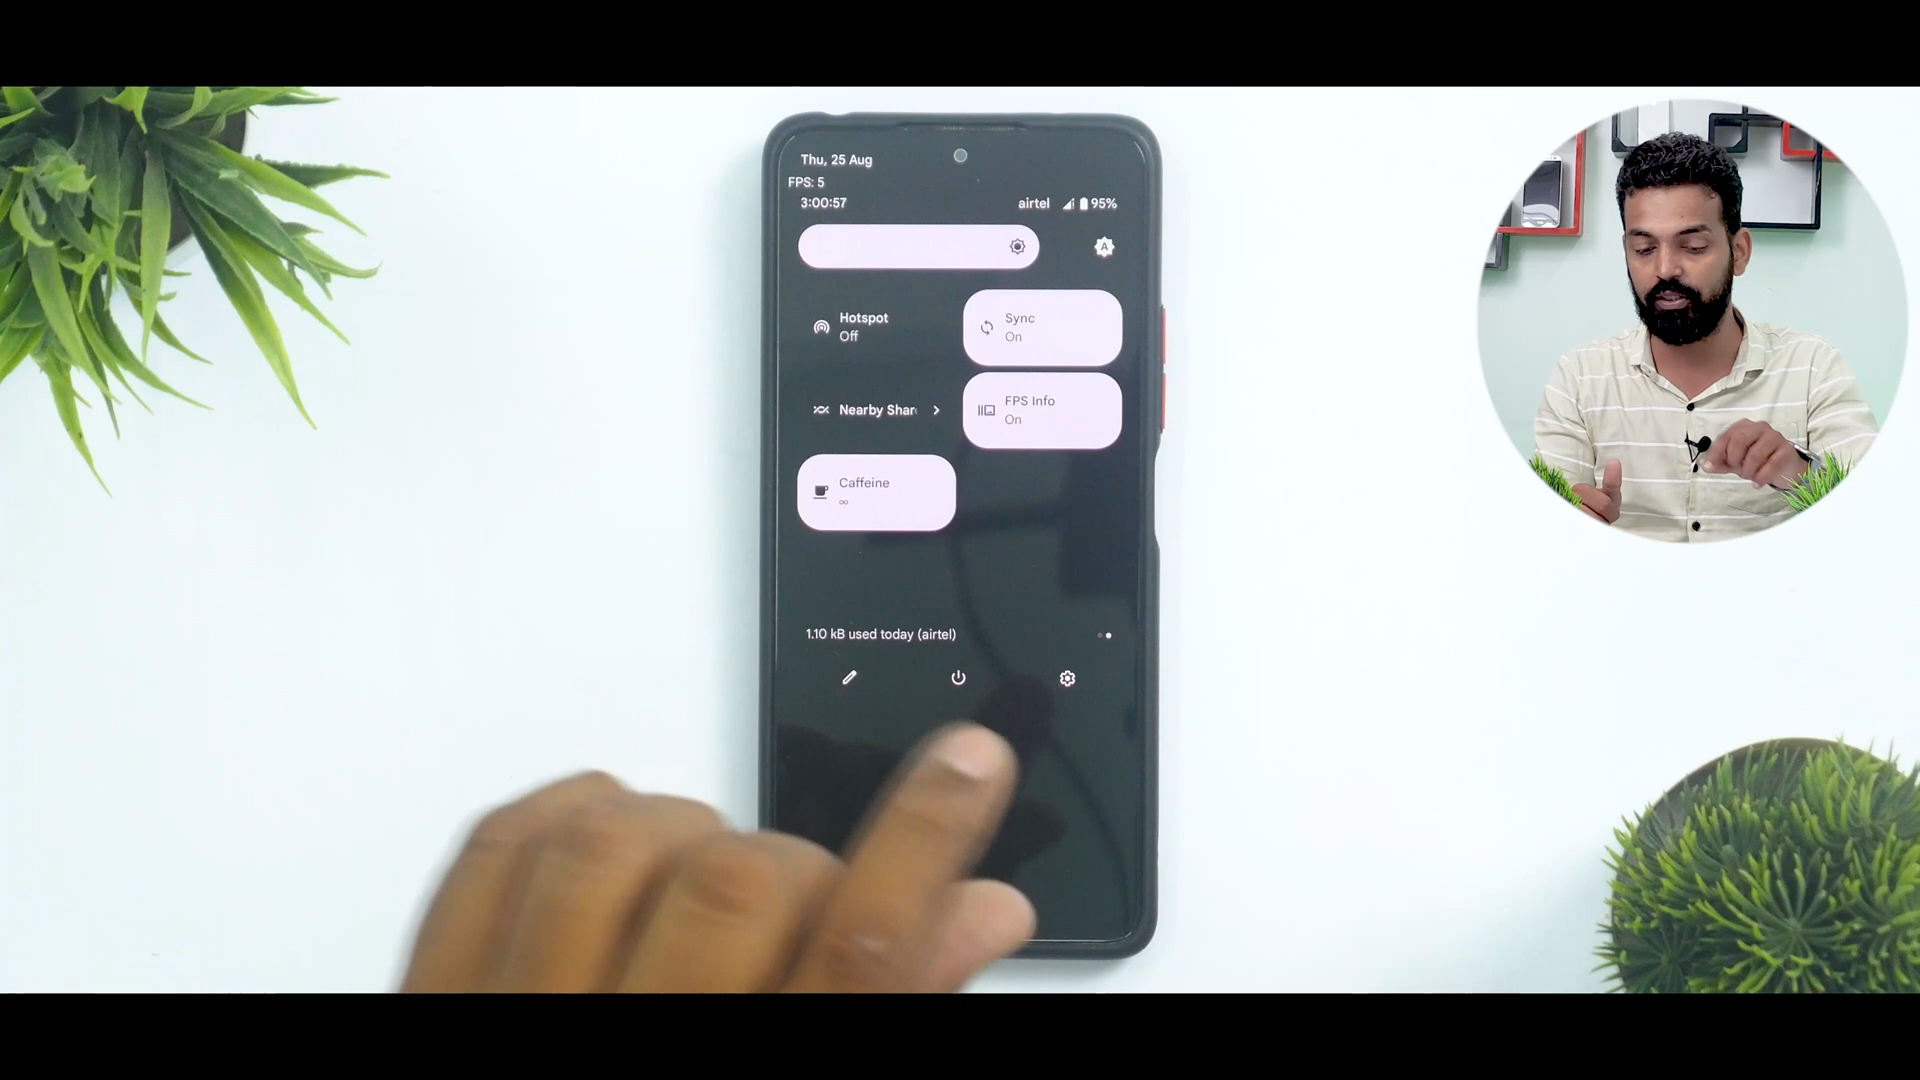 Thu, 25 Aug
FPS: 5
3:00:57 airtel 95%
A
Hotspot
Off
Sync
On
Nearby Shar
FPS Info
On
Caffeine
∞
1.10 kB used today (airtel)